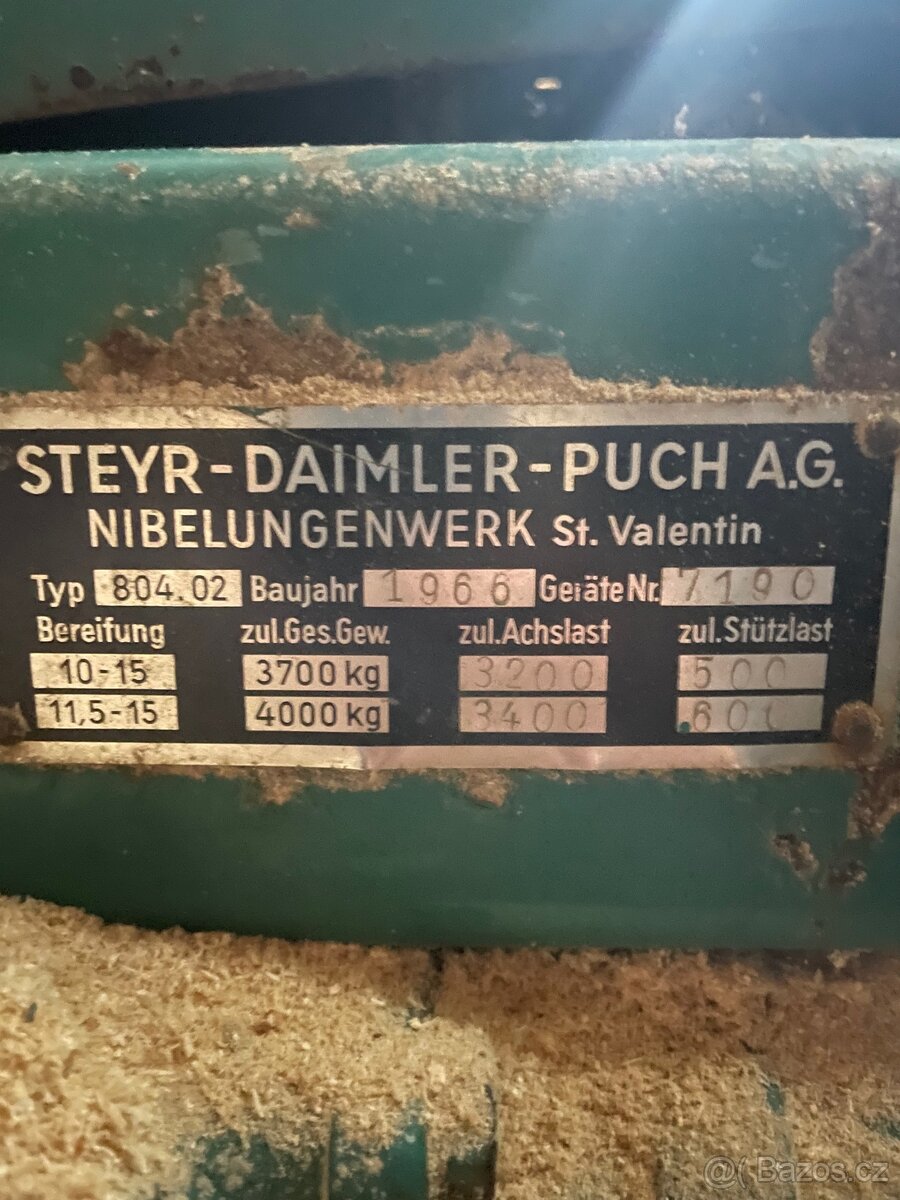 STEYR-DAIMLER-PUCH A.G.
NIBELUNGENWERK St. Valentin
Typ 804.02 Baujahr 1966 Geräte Nr. 7190
Bereifung zul.Ges.Gew. zul.Achslast zul.Stützlast
10-15 3700 kg 3200 500
11,5-15 4000 kg 3400 600
@( Bazos.cz